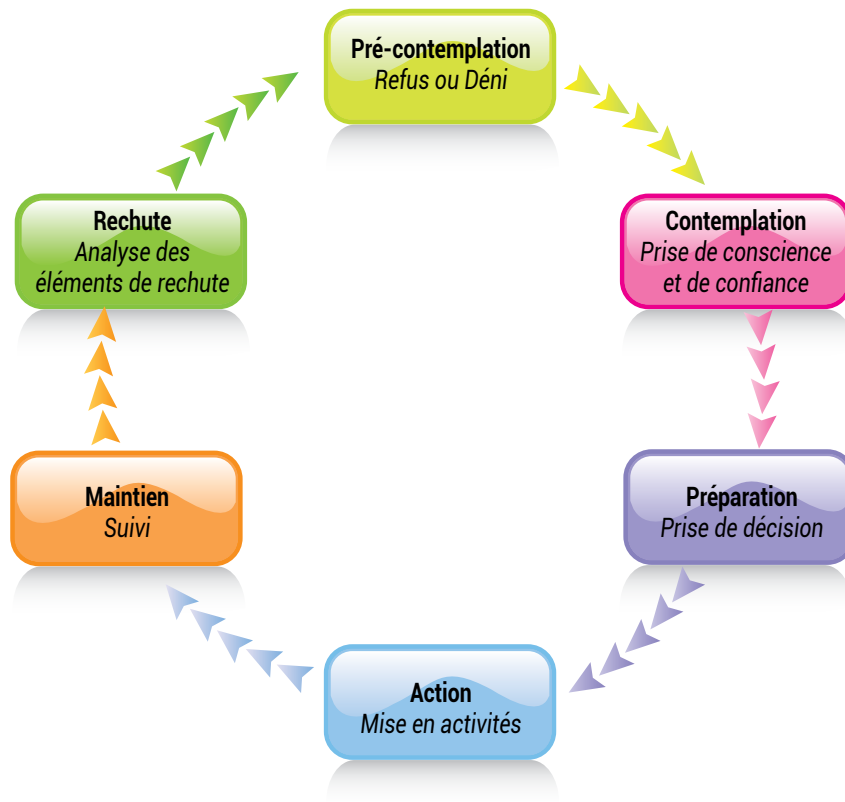 Pré-contemplation
Refus ou Déni
Contemplation
Prise de conscience
et de confiance
Préparation
Prise de décision
Action
Mise en activités
Maintien
Suivi
Rechute
Analyse des
éléments de rechute